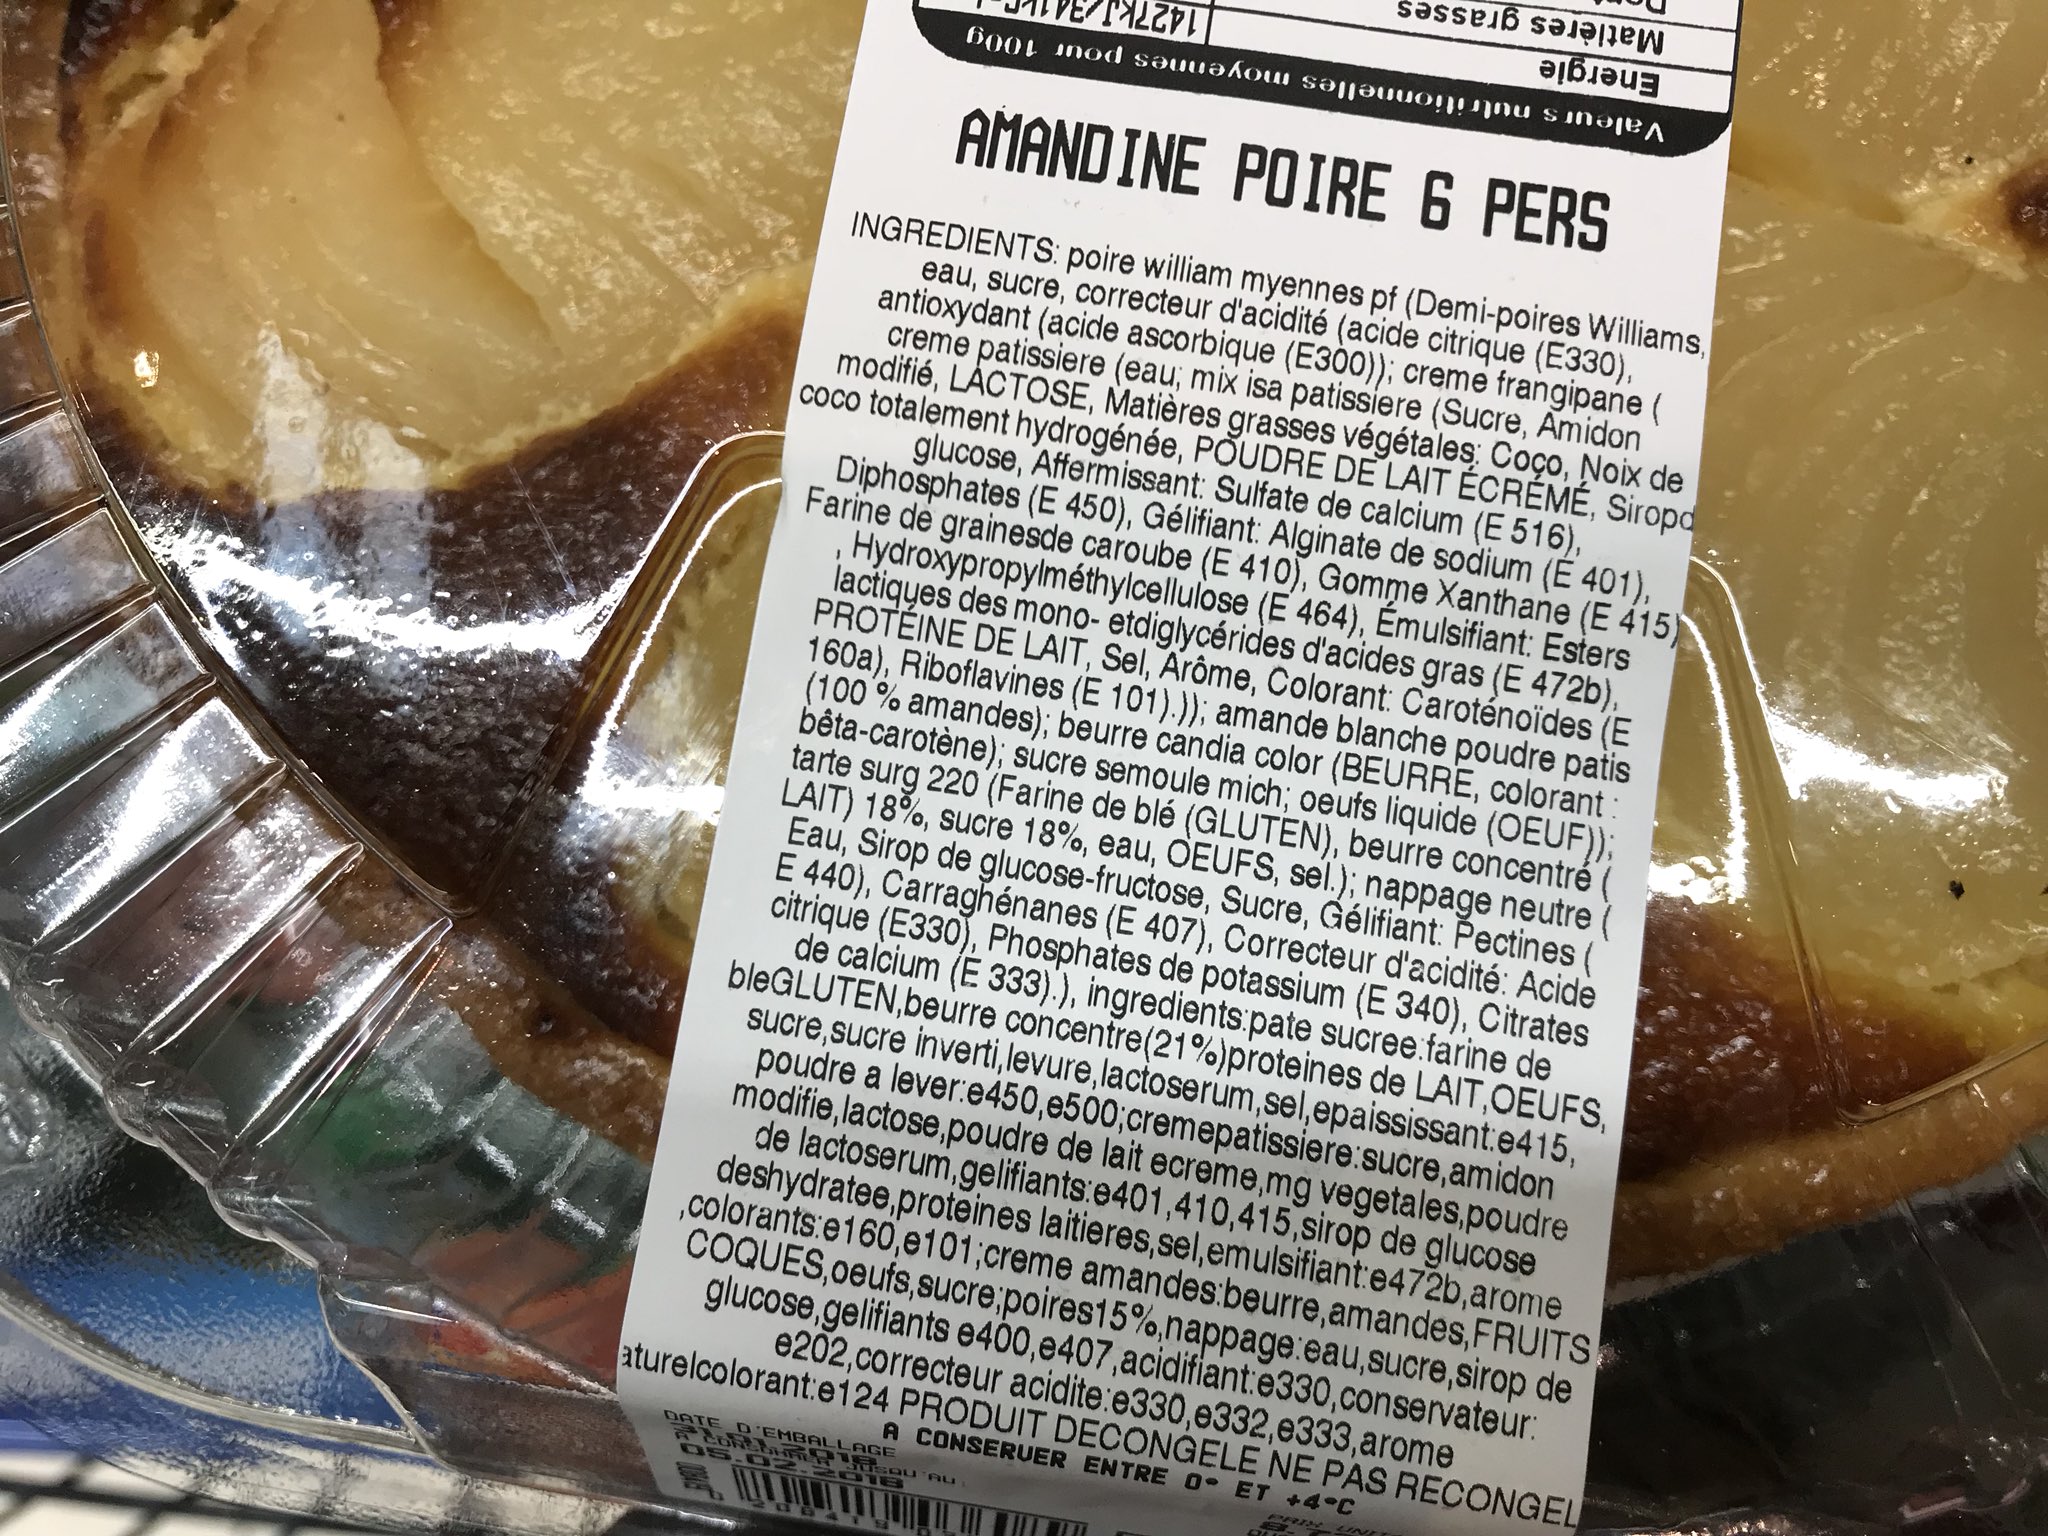 Matières grasses
Energie
1427kJ/341kCal
Valeurs nutritionnelles moyennes pour 100g
AMANDINE POIRE 6 PERS
INGREDIENTS: poire william myennes pf (Demi-poires Williams,
eau, sucre, correcteur d'acidité (acide citrique (E330),
antioxydant (acide ascorbique (E300)); creme frangipane (
creme patissiere (eau; mix isa patissiere (Sucre, Amidon
modifié, LACTOSE, Matières grasses végétales: Coco, Noix de
coco totalement hydrogénée, POUDRE DE LAIT ÉCRÉMÉ, Siropd
glucose, Affermissant: Sulfate de calcium (E 516),
Diphosphates (E 450), Gélifiant: Alginate de sodium (E 401),
Farine de grainesde caroube (E 410), Gomme Xanthane (E 415)
, Hydroxypropylméthylcellulose (E 464), Émulsifiant: Esters
lactiques des mono- etdiglycérides d'acides gras (E 472b),
PROTÉINE DE LAIT, Sel, Arôme, Colorant: Caroténoïdes (E
160a), Riboflavines (E 101).)); amande blanche poudre patis
(100 % amandes); beurre candia color (BEURRE, colorant :
bêta-carotène); sucre semoule mich; oeufs liquide (OEUF));
tarte surg 220 (Farine de blé (GLUTEN), beurre concentré (
LAIT) 18%, sucre 18%, eau, OEUFS, sel.); nappage neutre (
Eau, Sirop de glucose-fructose, Sucre, Gélifiant: Pectines (
E 440), Carraghénanes (E 407), Correcteur d'acidité: Acide
citrique (E330), Phosphates de potassium (E 340), Citrates
de calcium (E 333).), ingredients:pate sucree:farine de
bleGLUTEN,beurre concentre(21%)proteines de LAIT,OEUFS,
sucre,sucre inverti,levure,lactoserum,sel,epaississant:e415,
poudre a lever:e450,e500;cremepatissiere:sucre,amidon
modifie,lactose,poudre de lait ecreme,mg vegetales,poudre
de lactoserum,gelifiants:e401,410,415,sirop de glucose
deshydratee,proteines laitieres,sel,emulsifiant:e472b,arome
,colorants:e160,e101;creme amandes:beurre,amandes,FRUITS
COQUES,oeufs,sucre;poires15%,nappage:eau,sucre,sirop de
glucose,gelifiants e400,e407,acidifiant:e330,conservateur:
e202,correcteur acidite:e330,e332,e333,arome
aturelcolorant:e124 PRODUIT DECONGELE NE PAS RECONGEL
A CONSERVER ENTRE 0° ET +4°C
DATE D'EMBALLAGE
31.01.2018
A CONSOMMER JUSQU'AU:
05.02.2018